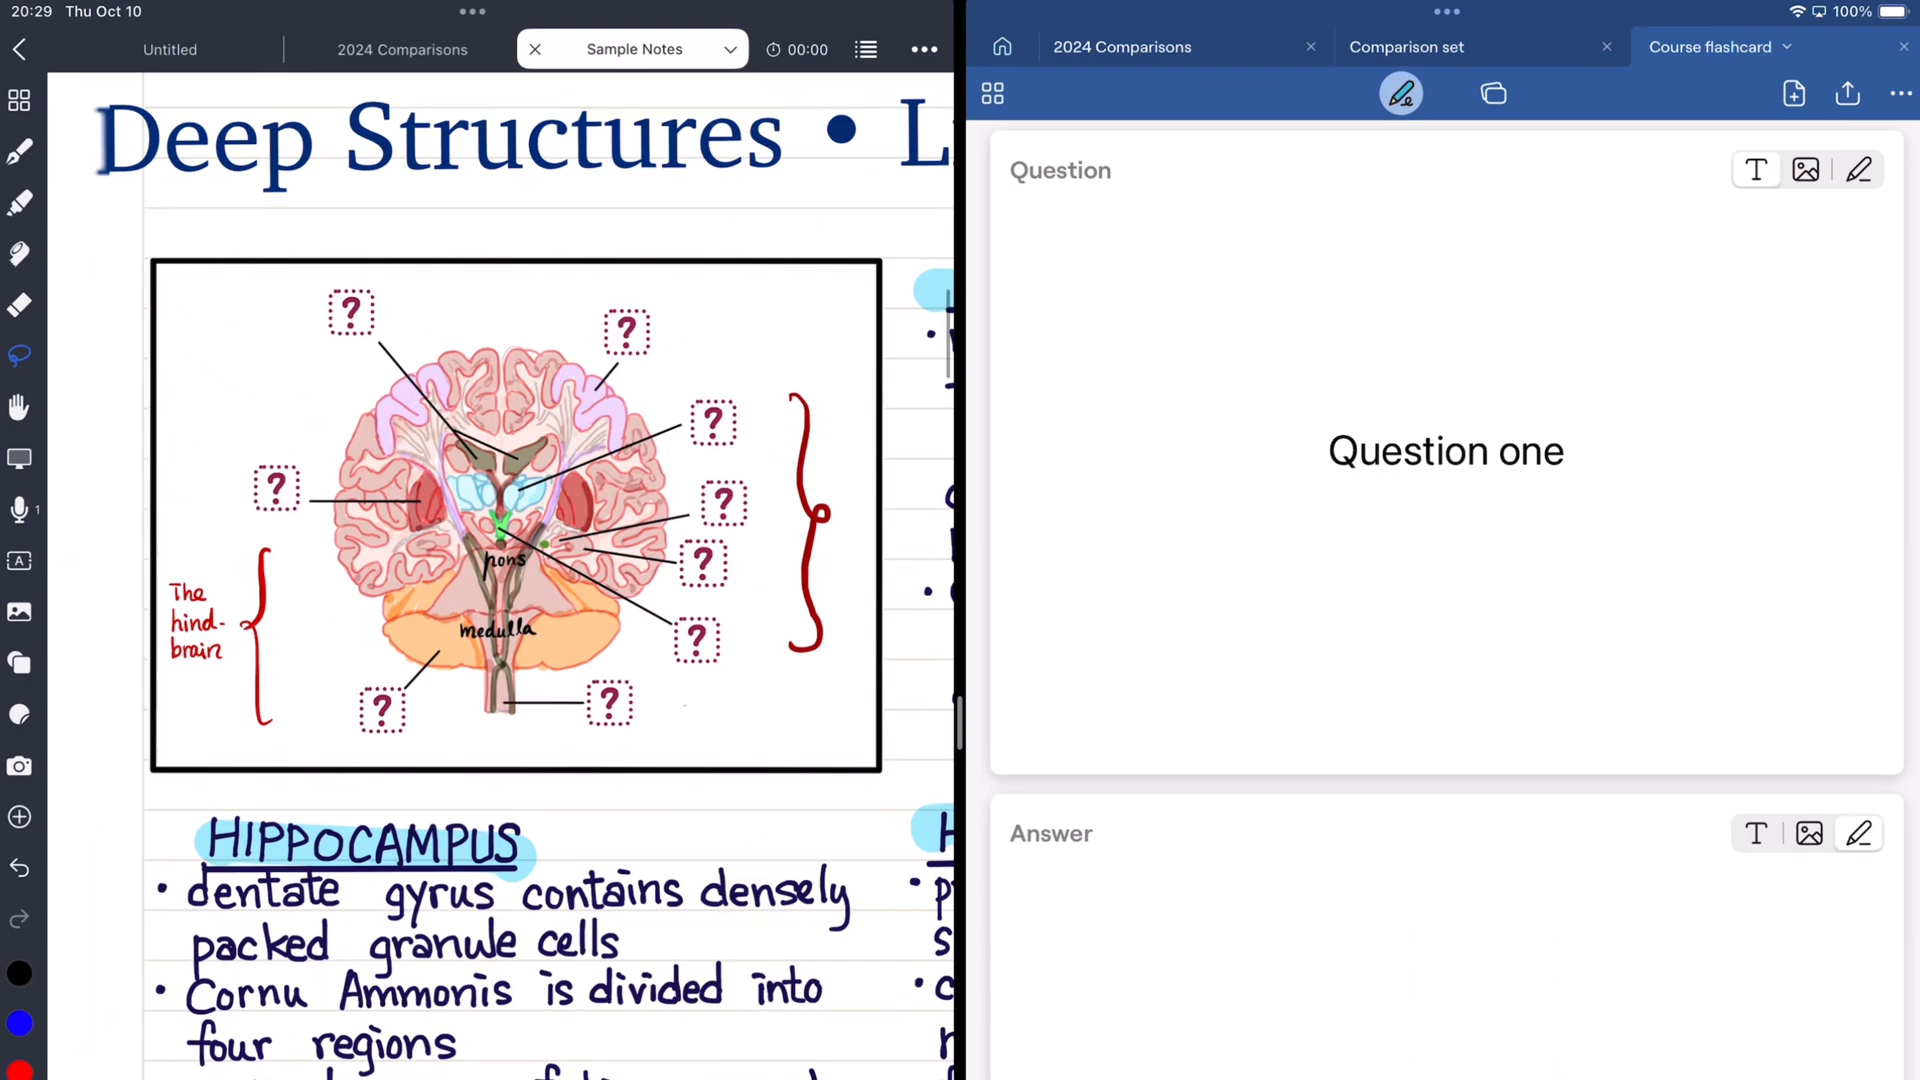 20:29 Thu Oct 10
100%
Untitled
2024 Comparisons
Sample Notes
00:00
1
A
Deep Structures • L
?
?
?
?
?
?
?
?
?
pons
medulla
The
hind-
brain
HIPPOCAMPUS
• dentate gyrus contains densely
packed granule cells
• Cornu Ammonis is divided into
four regions
2024 Comparisons
Comparison set
Course flashcard
Question
T
Question one
Answer
T